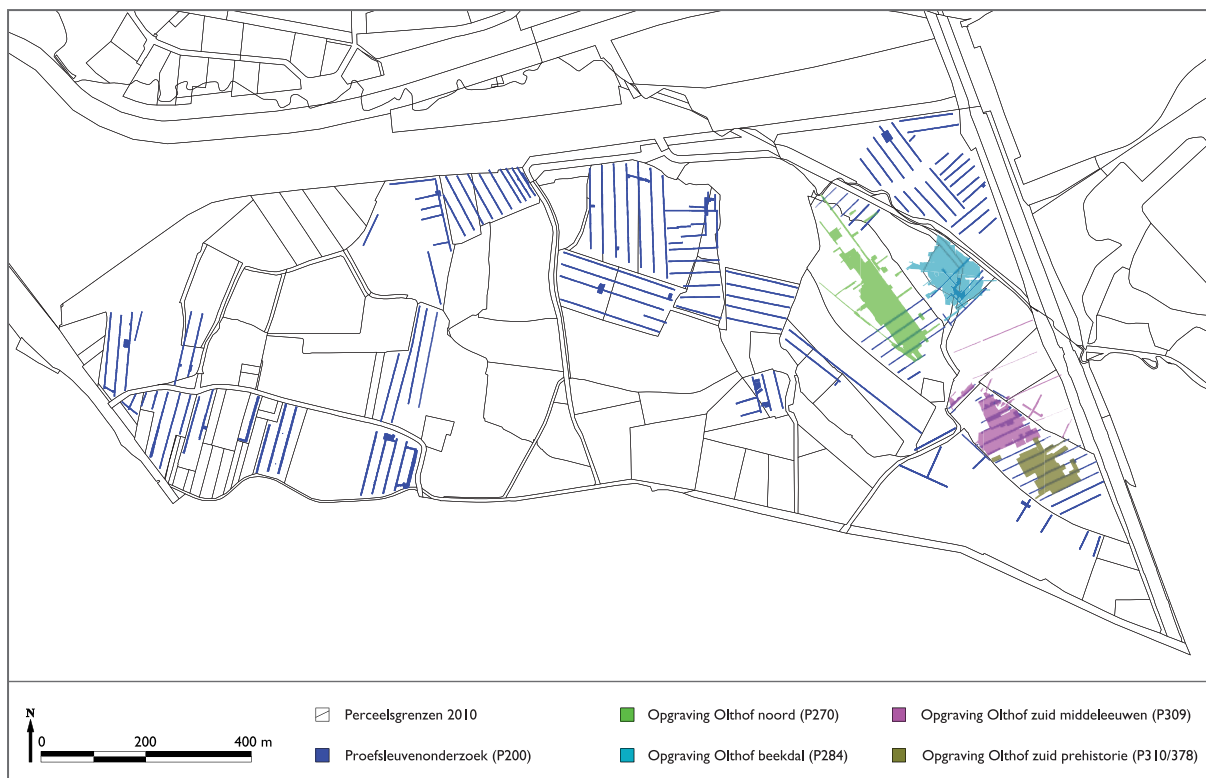 Perceelsgrenzen 2010
Opgraving Olthof noord (P270)
Opgraving Olthof zuid middeleeuwen (P309)
N
0 200 400 m
Proefsleuvenonderzoek (P200)
Opgraving Olthof beekdal (P284)
Opgraving Olthof zuid prehistorie (P310/378)